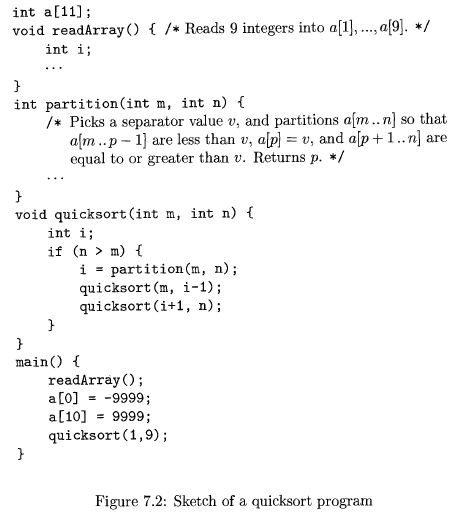 int a[11];
void readArray() { /* Reads 9 integers into a[1], ..., a[9]. */
    int i;
    ...
}
int partition(int m, int n) {
    /* Picks a separator value v, and partitions a[m .. n] so that
       a[m .. p − 1] are less than v, a[p] = v, and a[p + 1 .. n] are
       equal to or greater than v. Returns p. */
    ...
}
void quicksort(int m, int n) {
    int i;
    if (n > m) {
        i = partition(m, n);
        quicksort(m, i-1);
        quicksort(i+1, n);
    }
}
main() {
    readArray();
    a[0] = -9999;
    a[10] = 9999;
    quicksort(1,9);
}
Figure 7.2: Sketch of a quicksort program